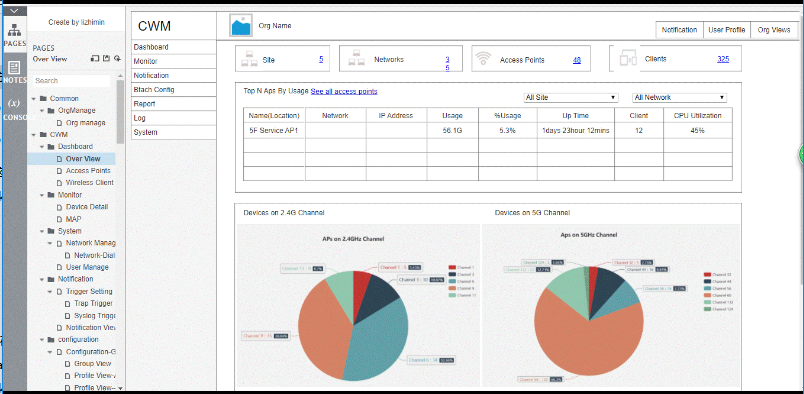 Create by lizhimin
PAGES
NOTES
CONSOL
PAGES
Over View
Search
Common
OrgManage
Org manage
CWM
Dashboard
Over View
Access Points
Wireless Client
Monitor
Device Detail
MAP
System
Network Manag
Network-Dial
User Manage
Notification
Trigger Setting
Trap Trigger
Syslog Trigge
Notification View
configuration
Configuration-G
Group View
Profile View-
Profile View-
CWM
Dashboard
Monitor
Notification
Btach Config
Report
Log
System
Org Name
Notification User Profile Org Views
Site 5
Networks 35
Access Points 48
Clients 325
Top N Aps By Usage See all access points
All Site All Network
Name(Location) Network IP Address Usage %Usage Up Time Client CPU Utilization
5F Service AP1 56.1G 5.3% 1days 23hour 12mins 12 45%
Devices on 2.4G Channel
APs on 2.4GHz Channel
Devices on 5G Channel
Aps on 5GHz Channel